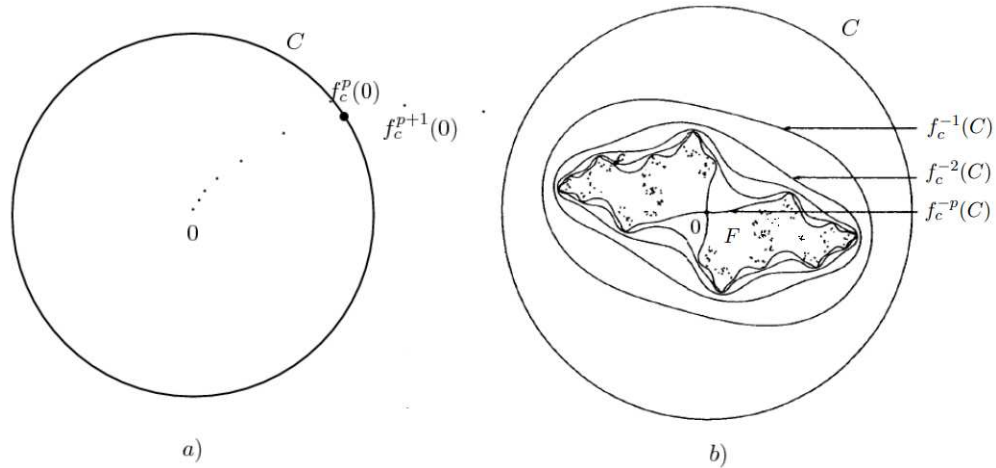 C
f_c^p(0)
f_c^{p+1}(0)
0
a)
C
f_c^{-1}(C)
f_c^{-2}(C)
f_c^{-p}(C)
0
F
b)